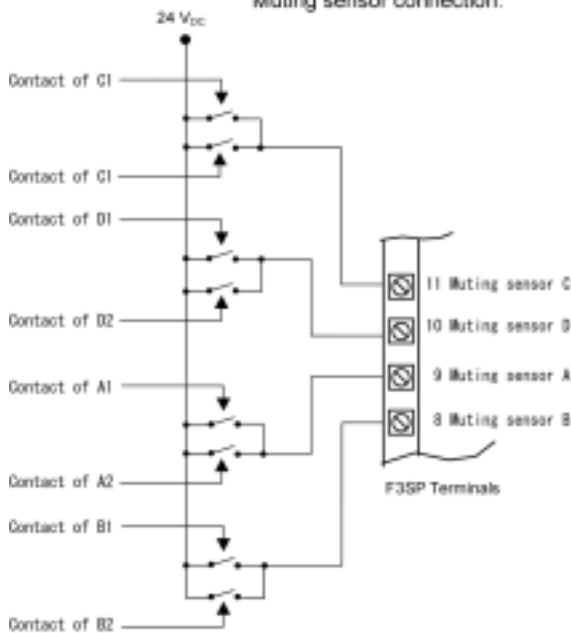 Muting sensor connection.
24 VDC
Contact of C1
Contact of C1
Contact of D1
Contact of D2
Contact of A1
Contact of A2
Contact of B1
Contact of B2
11 Muting sensor C
10 Muting sensor D
9 Muting sensor A
8 Muting sensor B
F3SP Terminals